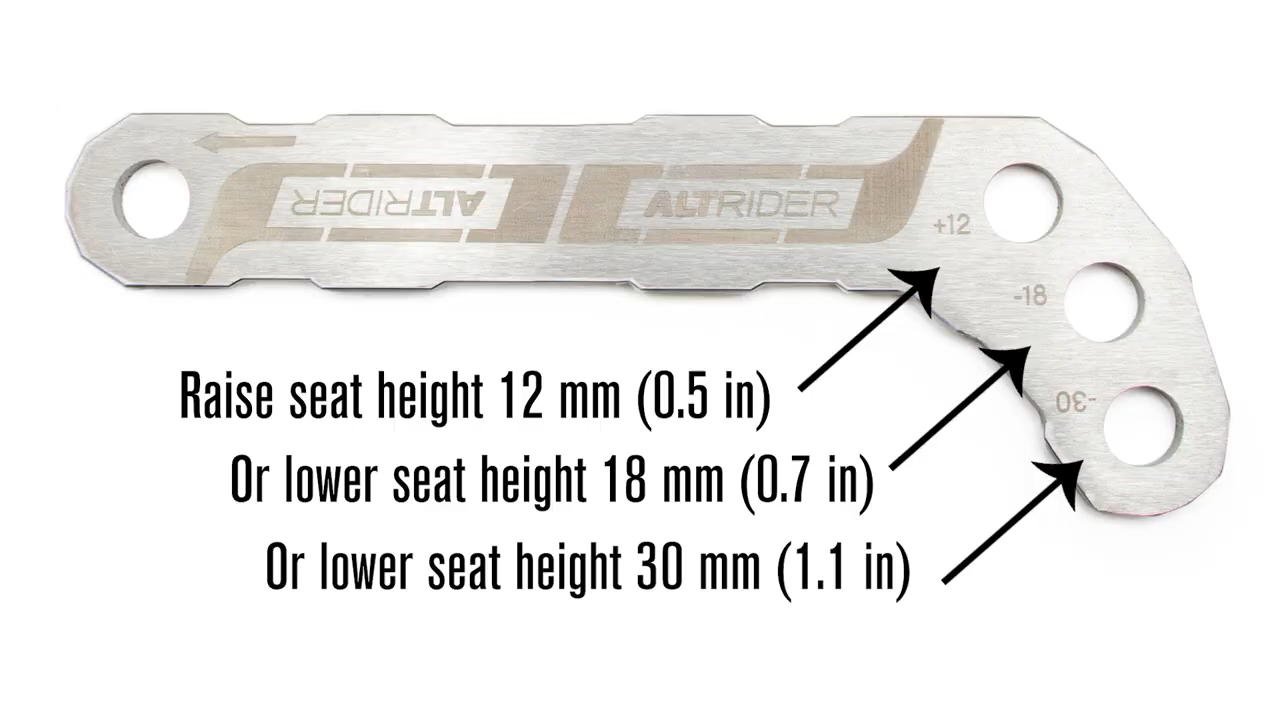 ALTRIDER
ALTRIDER
+12
-18
-30
Raise seat height 12 mm (0.5 in)
Or lower seat height 18 mm (0.7 in)
Or lower seat height 30 mm (1.1 in)